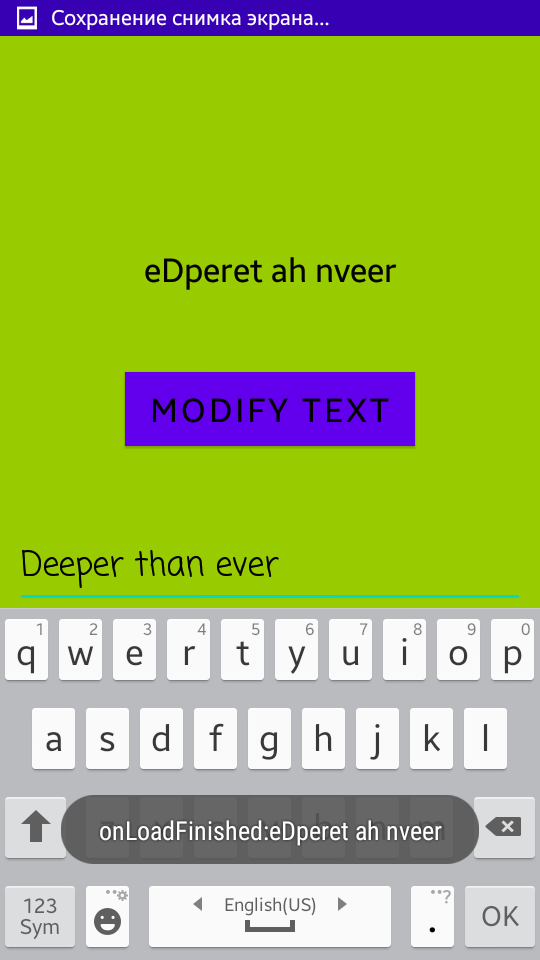 Сохранение снимка экрана...
eDperet ah nveer
MODIFY TEXT
Deeper than ever
1 2 3 4 5 6 7 8 9 0
q w e r t y u i o p
a s d f g h j k l
onLoadFinished:eDperet ah nveer
123 English(US) ?
Sym . OK